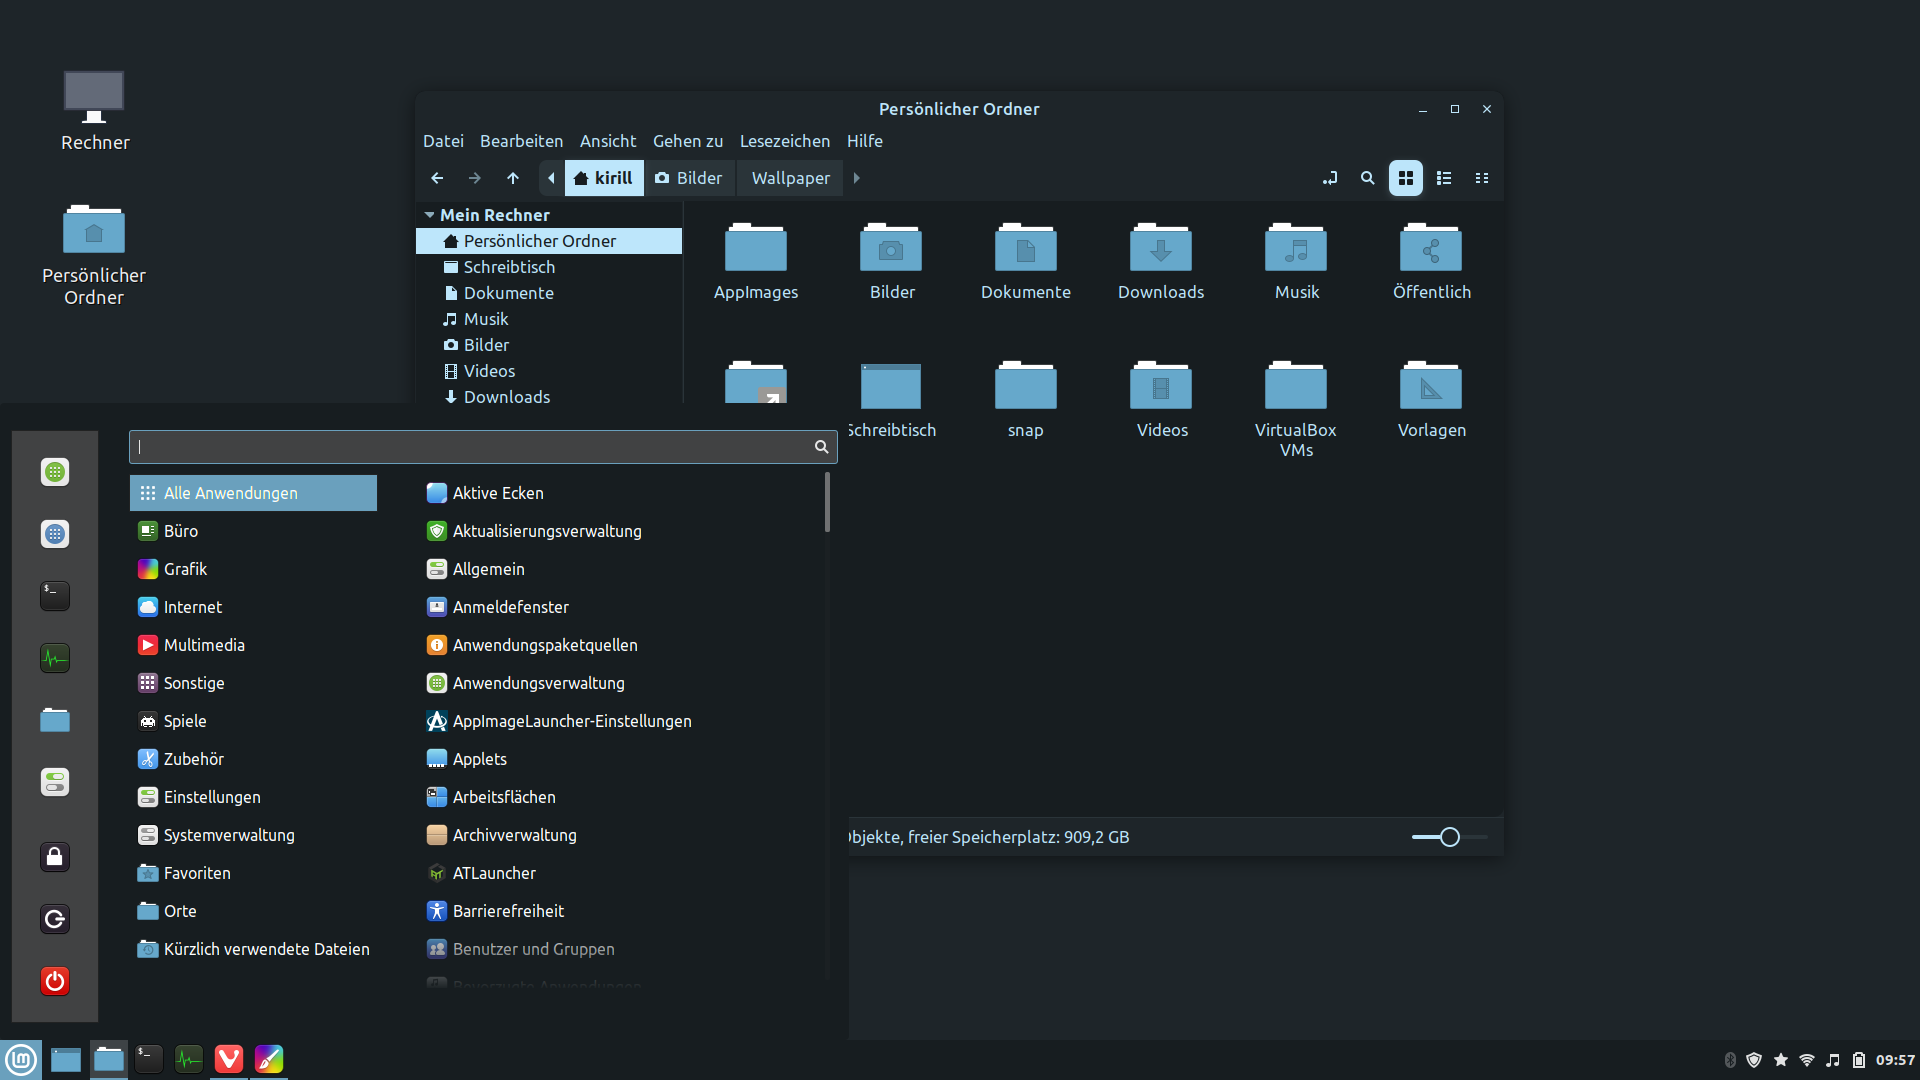 Rechner
Persönlicher
Ordner
Persönlicher Ordner
Datei Bearbeiten Ansicht Gehen zu Lesezeichen Hilfe
kirill Bilder Wallpaper
Mein Rechner
Persönlicher Ordner
Schreibtisch
Dokumente
Musik
Bilder
Videos
Downloads
AppImages Bilder Dokumente Downloads Musik Öffentlich
Schreibtisch snap Videos VirtualBox Vorlagen
VMs
Objekte, freier Speicherplatz: 909,2 GB
Alle Anwendungen
Büro
Grafik
Internet
Multimedia
Sonstige
Spiele
Zubehör
Einstellungen
Systemverwaltung
Favoriten
Orte
Kürzlich verwendete Dateien
Aktive Ecken
Aktualisierungsverwaltung
Allgemein
Anmeldefenster
Anwendungspaketquellen
Anwendungsverwaltung
AppImageLauncher-Einstellungen
Applets
Arbeitsflächen
Archivverwaltung
ATLauncher
Barrierefreiheit
Benutzer und Gruppen
Bevorzugte Anwendungen
09:57